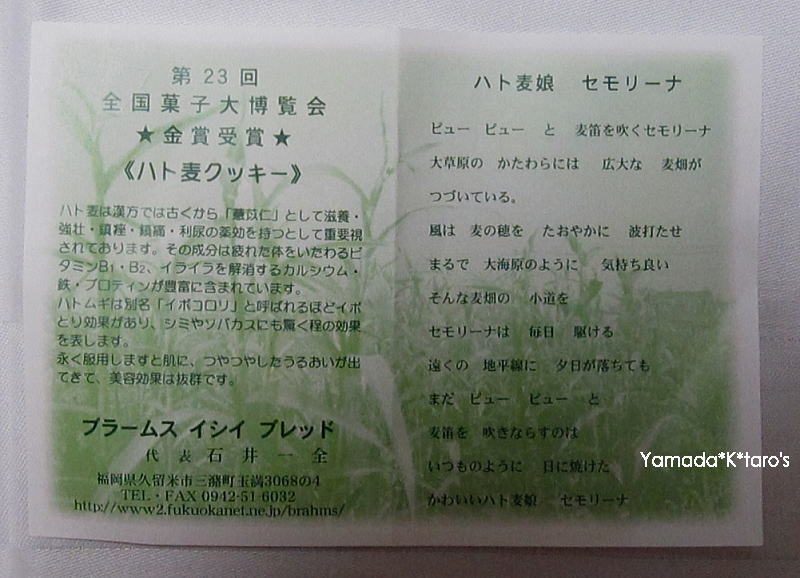 第23回
全国菓子大博覧会
★金賞受賞★
《ハト麦クッキー》
ハト麦は漢方では古くから「薏苡仁」として滋養・
強壮・鎮痙・鎮痛・利尿の薬効を持つとして重要視
されております。その成分は疲れた体をいたわるビ
タミンB1・B2、イライラを解消するカルシウム・
鉄・プロティンが豊富に含まれています。
ハトムギは別名「イボコロリ」と呼ばれるほどイボ
とり効果があり、シミやソバカスにも驚く程の効果
を表します。
永く服用しますと肌に、つやつやしたうるおいが出
てきて、美容効果は抜群です。
ブラームス イシイ ブレッド
代表 石井一全
福岡県久留米市三潴町玉満3068の4
TEL・FAX 0942-51-6032
http://www2.fukuokanet.ne.jp/brahms/
ハト麦娘 セモリーナ
ピュー ピュー と 麦笛を吹くセモリーナ
大草原の かたわらには 広大な 麦畑が
つづいている。
風は 麦の穂を たおやかに 波打たせ
まるで 大海原のように 気持ち良い
そんな麦畑の 小道を
セモリーナは 毎日 駆ける
遠くの 地平線に 夕日が落ちても
まだ ピュー ピュー と
麦笛を 吹きならすのは
いつものように 日に焼けた
かわいいハト麦娘 セモリーナ
Yamada*K*taro's